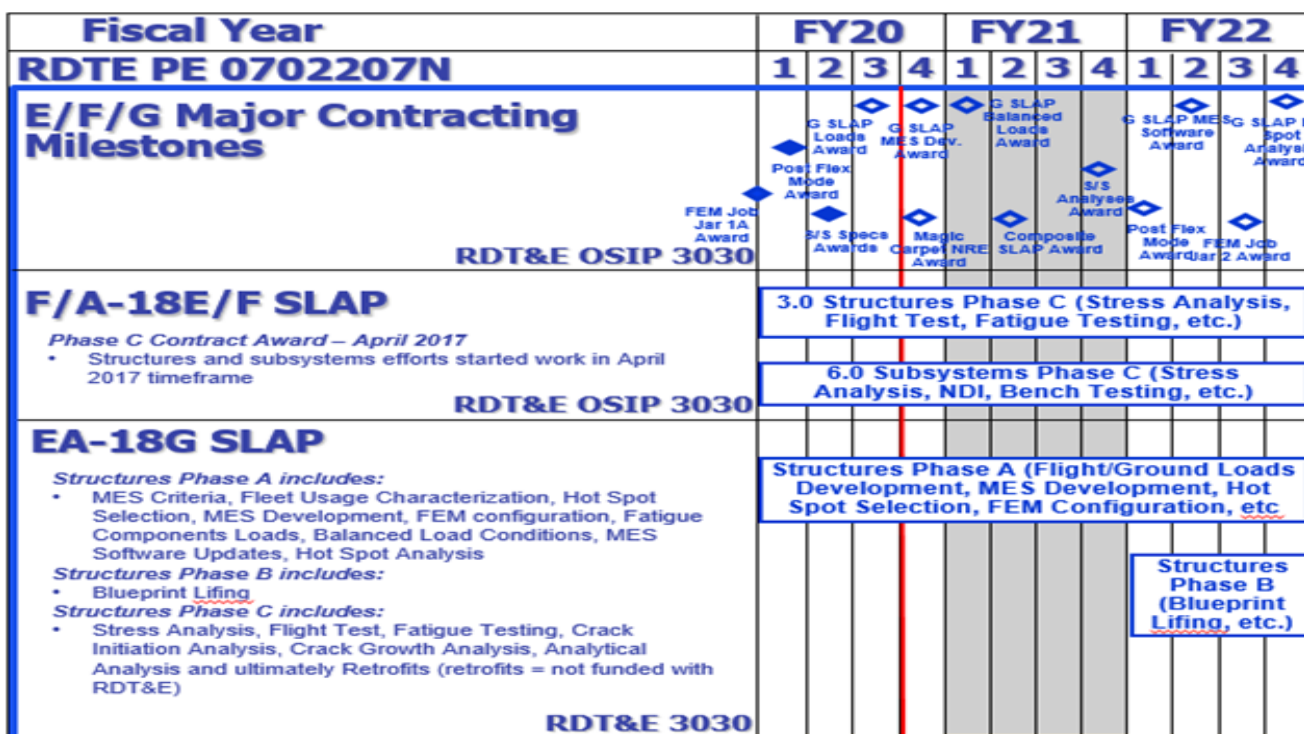 Fiscal Year
FY20
FY21
FY22
RDTE PE 0702207N
1 2 3 4 1 2 3 4 1 2 3 4
E/F/G Major Contracting
Milestones
G SLAP
Loads
Award
G SLAP
MES Dev.
Award
G SLAP
Balanced
Loads
Award
G SLAP MES
Software
Award
G SLAP
Spot
Analysis
Award
Post Flex
Mode
Award
S/S
Analyses
Award
FEM Job
Jar 1A
Award
S/S Specs
Awards
Magic
Carpet NRE
Award
Composite
SLAP Award
Post Flex
Mode
Award
FEM Job
Jar 2 Award
RDT&E OSIP 3030
F/A-18E/F SLAP
Phase C Contract Award – April 2017
• Structures and subsystems efforts started work in April
2017 timeframe
RDT&E OSIP 3030
3.0 Structures Phase C (Stress Analysis,
Flight Test, Fatigue Testing, etc.)
6.0 Subsystems Phase C (Stress
Analysis, NDI, Bench Testing, etc.)
EA-18G SLAP
Structures Phase A includes:
• MES Criteria, Fleet Usage Characterization, Hot Spot
Selection, MES Development, FEM configuration, Fatigue
Components Loads, Balanced Load Conditions, MES
Software Updates, Hot Spot Analysis
Structures Phase B includes:
• Blueprint Lifing
Structures Phase C includes:
• Stress Analysis, Flight Test, Fatigue Testing, Crack
Initiation Analysis, Crack Growth Analysis, Analytical
Analysis and ultimately Retrofits (retrofits = not funded with
RDT&E)
RDT&E 3030
Structures Phase A (Flight/Ground Loads
Development, MES Development, Hot
Spot Selection, FEM Configuration, etc
Structures
Phase B
(Blueprint
Lifing, etc.)